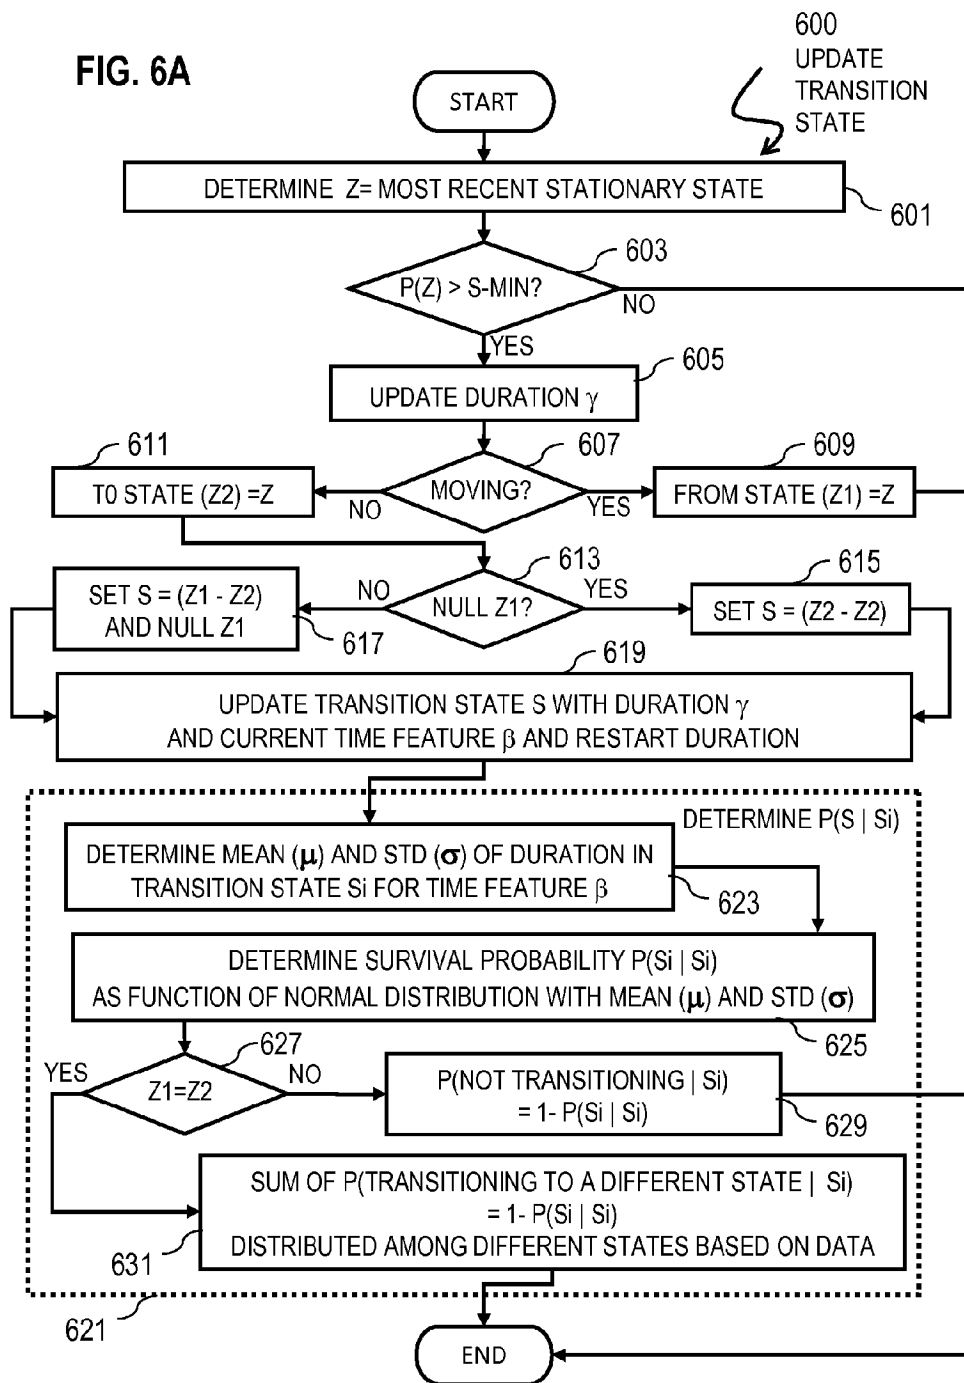 FIG. 6A
600
UPDATE
TRANSITION
STATE
START
DETERMINE Z= MOST RECENT STATIONARY STATE
601
603
P(Z) > S-MIN?
NO
YES
605
UPDATE DURATION γ
611
607
609
T0 STATE (Z2) =Z
NO
MOVING?
YES
FROM STATE (Z1) =Z
613
615
SET S = (Z1 - Z2)
AND NULL Z1
NO
NULL Z1?
YES
SET S = (Z2 - Z2)
617
619
UPDATE TRANSITION STATE S WITH DURATION γ
AND CURRENT TIME FEATURE β AND RESTART DURATION
DETERMINE P(S | Si)
DETERMINE MEAN (μ) AND STD (σ) OF DURATION IN
TRANSITION STATE Si FOR TIME FEATURE β
623
DETERMINE SURVIVAL PROBABILITY P(Si | Si)
AS FUNCTION OF NORMAL DISTRIBUTION WITH MEAN (μ) AND STD (σ)
625
627
YES
Z1=Z2
NO
P(NOT TRANSITIONING | Si)
= 1- P(Si | Si)
629
SUM OF P(TRANSITIONING TO A DIFFERENT STATE | Si)
= 1- P(Si | Si)
DISTRIBUTED AMONG DIFFERENT STATES BASED ON DATA
631
621
END